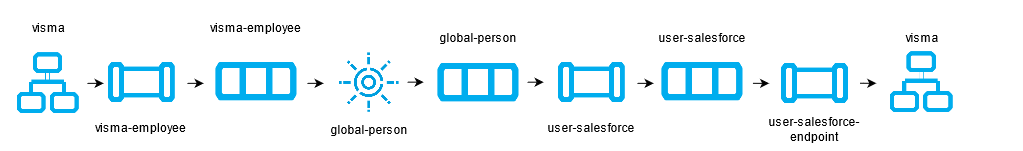 visma
visma-employee
visma-employee
global-person
global-person
user-salesforce
user-salesforce
user-salesforce-
endpoint
visma